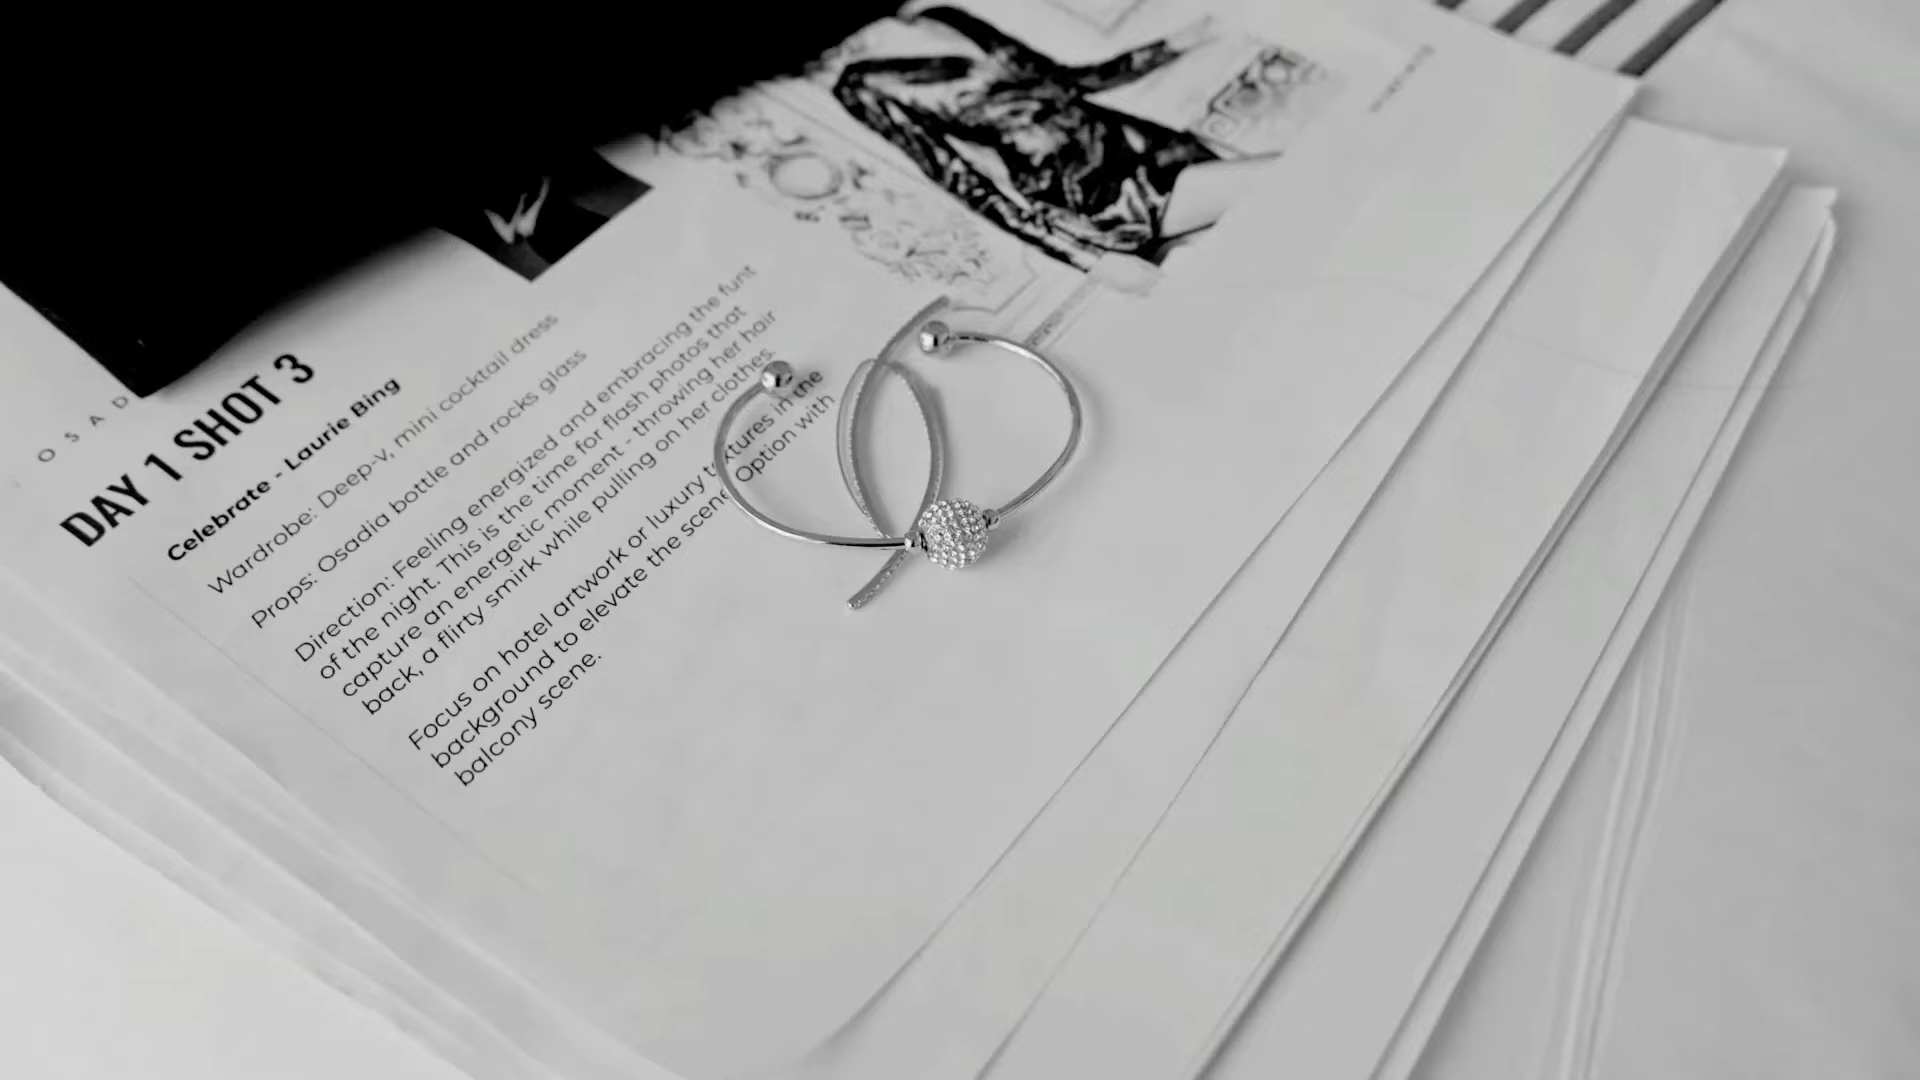 OSAD
DAY 1 SHOT 3
Celebrate - Laurie Bing
Wardrobe: Deep-V, mini cocktail dress
Props: Osadia bottle and rocks glass
Direction: Feeling energized and embracing the funt
of the night. This is the time for flash photos that
capture an energetic moment - throwing her hair
back, a flirty smirk while pulling on her clothes.
Focus on hotel artwork or luxury textures in the
background to elevate the scene. Option with
balcony scene.